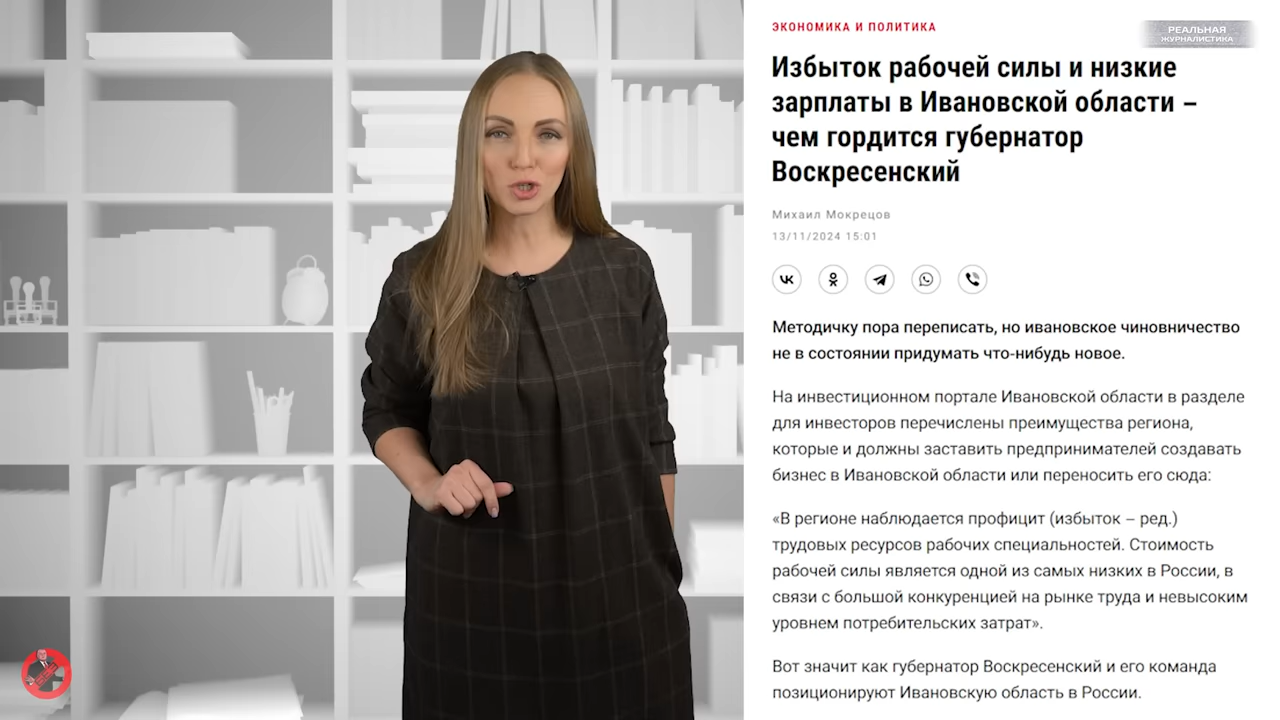 ЭКОНОМИКА И ПОЛИТИКА
РЕАЛЬНАЯ
ЖУРНАЛИСТИКА
Избыток рабочей силы и низкие
зарплаты в Ивановской области –
чем гордится губернатор
Воскресенский
Михаил Мокрецов
13/11/2024 15:01
Методичку пора переписать, но ивановское чиновничество
не в состоянии придумать что-нибудь новое.
На инвестиционном портале Ивановской области в разделе
для инвесторов перечислены преимущества региона,
которые и должны заставить предпринимателей создавать
бизнес в Ивановской области или переносить его сюда:
«В регионе наблюдается профицит (избыток – ред.)
трудовых ресурсов рабочих специальностей. Стоимость
рабочей силы является одной из самых низких в России, в
связи с большой конкуренцией на рынке труда и невысоким
уровнем потребительских затрат».
Вот значит как губернатор Воскресенский и его команда
позиционируют Ивановскую область в России.